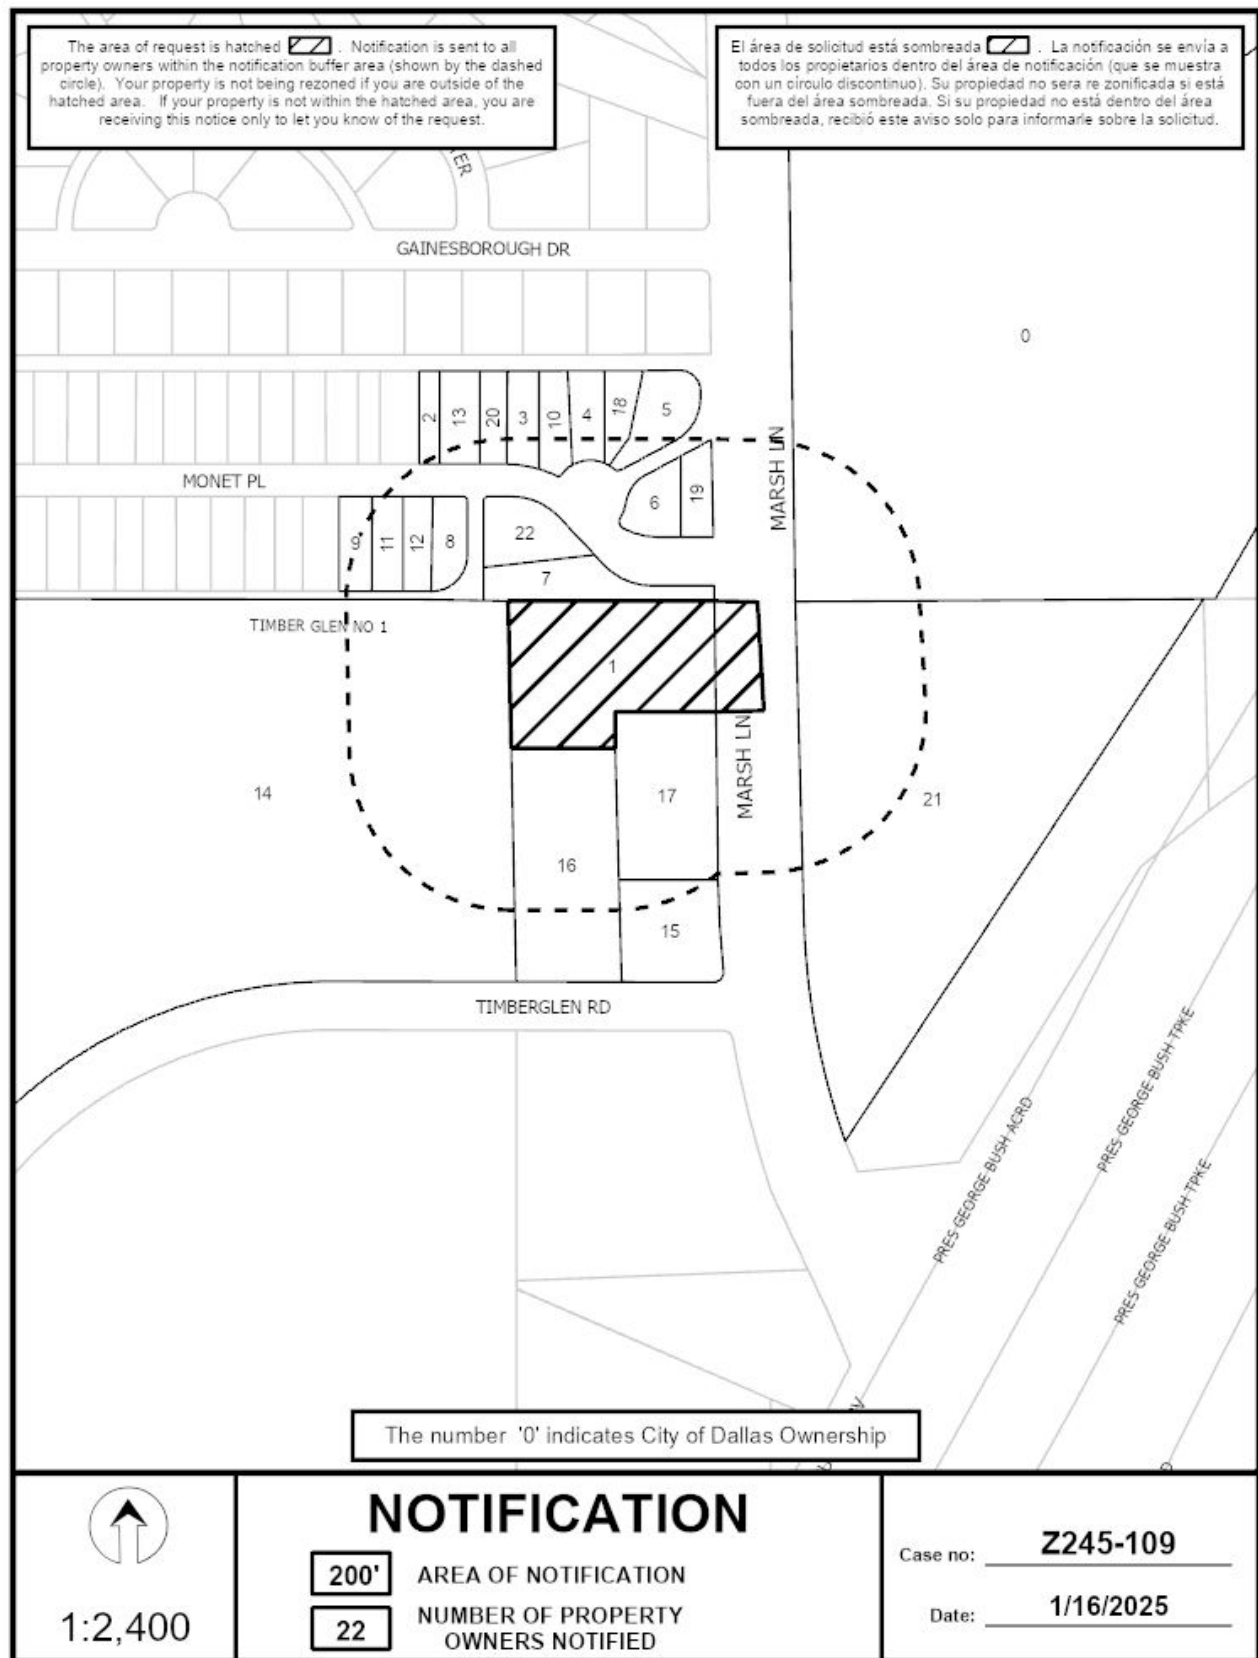 The area of request is hatched . Notification is sent to all
property owners within the notification buffer area (shown by the dashed
circle). Your property is not being rezoned if you are outside of the
hatched area. If your property is not within the hatched area, you are
receiving this notice only to let you know of the request.
El área de solicitud está sombreada . La notificación se envía a
todos los propietarios dentro del área de notificación (que se muestra
con un círculo discontinuo). Su propiedad no sera re zonificada si está
fuera del área sombreada. Si su propiedad no está dentro del área
sombreada, recibió este aviso solo para informarle sobre la solicitud.
GAINESBOROUGH DR
0
2
13
20
3
10
4
18
5
MARSH LN
MONET PL
6
19
9
11
12
8
22
7
TIMBER GLEN NO 1
1
MARSH LN
14
17
21
16
15
TIMBERGLEN RD
PRES GEORGE BUSH ACRD
PRES GEORGE BUSH TPKE
PRES GEORGE BUSH TPKE
The number '0' indicates City of Dallas Ownership
1:2,400
NOTIFICATION
200' AREA OF NOTIFICATION
22 NUMBER OF PROPERTY
OWNERS NOTIFIED
Case no: Z245-109
Date: 1/16/2025